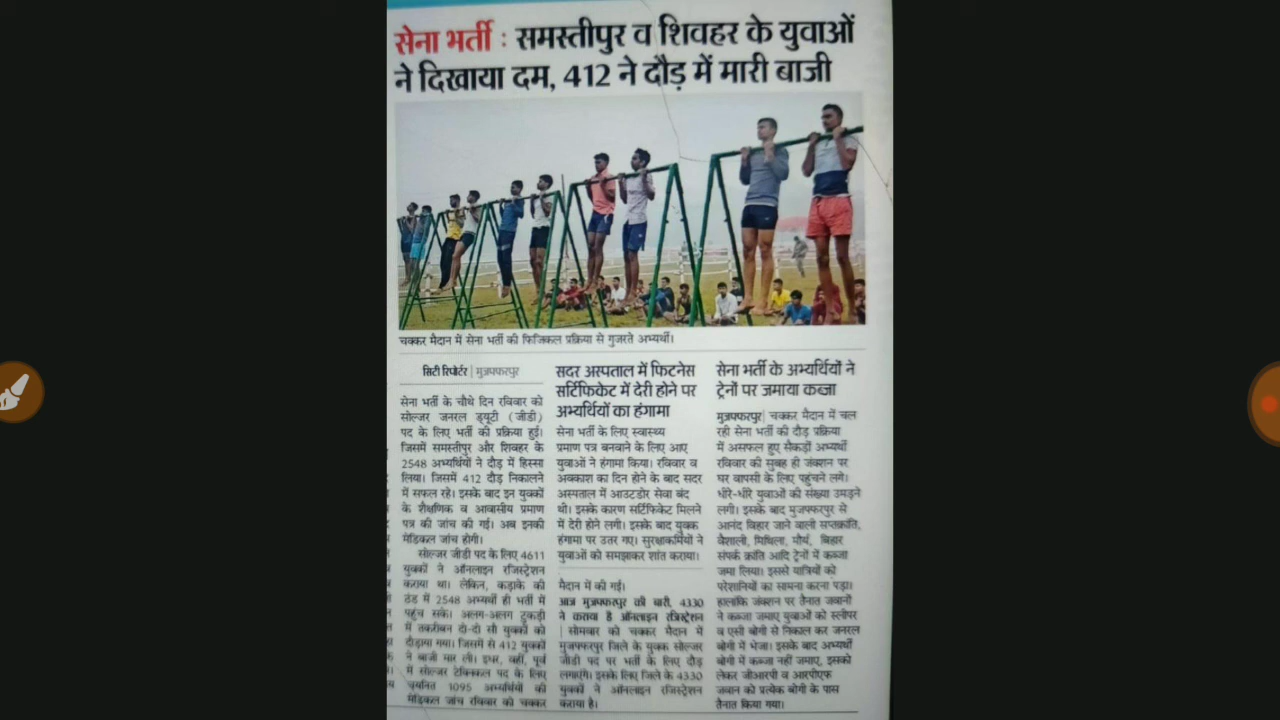 सेना भर्ती : समस्तीपुर व शिवहर के युवाओं
ने दिखाया दम, 412 ने दौड़ में मारी बाजी
चक्कर मैदान में सेना भर्ती की फिजिकल प्रक्रिया से गुजरते अभ्यर्थी।
सिटी रिपोर्टर | मुजफ्फरपुर
सेना भर्ती के चौथे दिन रविवार को
सोल्जर जनरल ड्यूटी (जीडी)
पद के लिए भर्ती की प्रक्रिया हुई।
जिसमें समस्तीपुर और शिवहर के
2548 अभ्यर्थियों ने दौड़ में हिस्सा
लिया। जिसमें 412 दौड़ निकालने
में सफल रहे। इसके बाद इन युवकों
के शैक्षणिक व आवासीय प्रमाण
पत्र की जांच की गई। अब इनकी
मेडिकल जांच होगी।
सोल्जर जीडी पद के लिए 4611
युवकों ने ऑनलाइन रजिस्ट्रेशन
कराया था। लेकिन, कड़ाके की
ठंड में 2548 अभ्यर्थी ही भर्ती में
पहुंच सके। अलग-अलग टुकड़ी
में तकरीबन दो-दो सौ युवकों को
दौड़ाया गया। जिसमें से 412 युवकों
ने बाजी मार ली। इधर, वहीं, पूर्व
में सोल्जर टेक्निकल पद के लिए
चयनित 1095 अभ्यर्थियों की
मेडिकल जांच रविवार को चक्कर
सदर अस्पताल में फिटनेस
सर्टिफिकेट में देरी होने पर
अभ्यर्थियों का हंगामा
सेना भर्ती के लिए स्वास्थ्य
प्रमाण पत्र बनवाने के लिए आए
युवाओं ने हंगामा किया। रविवार व
अवकाश का दिन होने के बाद सदर
अस्पताल में आउटडोर सेवा बंद
थी। इसके कारण सर्टिफिकेट मिलने
में देरी होने लगी। इसके बाद युवक
हंगामा पर उतर गए। सुरक्षाकर्मियों ने
युवाओं को समझाकर शांत कराया।
मैदान में की गई।
आज मुजफ्फरपुर की बारी, 4330
ने कराया है ऑनलाइन रजिस्ट्रेशन
| सोमवार को चक्कर मैदान में
मुजफ्फरपुर जिले के युवक सोल्जर
जीडी पद पर भर्ती के लिए दौड़
लगाएंगे। इसके लिए जिले के 4330
युवकों ने ऑनलाइन रजिस्ट्रेशन
कराया है।
सेना भर्ती के अभ्यर्थियों ने
ट्रेनों पर जमाया कब्जा
मुजफ्फरपुर| चक्कर मैदान में चल
रही सेना भर्ती की दौड़ प्रक्रिया
में असफल हुए सैकड़ों अभ्यर्थी
रविवार की सुबह ही जंक्शन पर
घर वापसी के लिए पहुंचने लगे।
धीरे-धीरे युवाओं की संख्या उमड़ने
लगी। इसके बाद मुजफ्फरपुर से
आनंद विहार जाने वाली सप्तक्रांति,
वैशाली, मिथिला, मौर्य, बिहार
संपर्क क्रांति आदि ट्रेनों में कब्जा
जमा लिया। इससे यात्रियों को
परेशानियों का सामना करना पड़ा।
हालांकि जंक्शन पर तैनात जवानों
ने कब्जा जमाए युवाओं को स्लीपर
व एसी बोगी से निकाल कर जनरल
बोगी में भेजा। इसके बाद अभ्यर्थी
बोगी में कब्जा नहीं जमाए, इसको
लेकर जीआरपी व आरपीएफ
जवान को प्रत्येक बोगी के पास
तैनात किया गया।